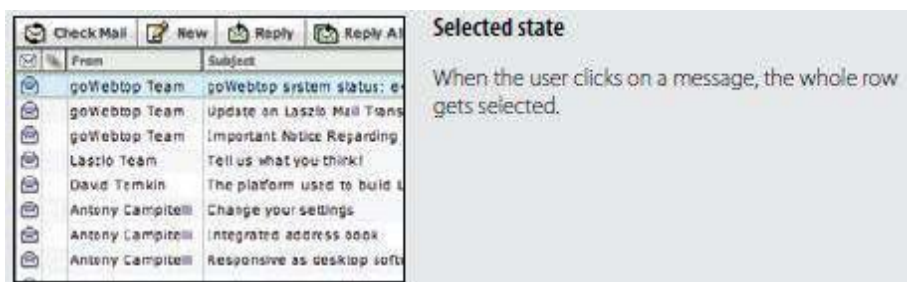 Check Mail New Reply Reply Al
From Subject
goWebtop Team goWebtop system status: e
goWebtop Team Update on Laszlo Mail Trans
goWebtop Team Important Notice Regarding
Laszlo Team Tell us what you think!
David Temkin The platform used to build L
Antony Campitelli Change your settings
Antony Campitelli Integrated address book
Antony Campitelli Responsive as desktop softw
Selected state
When the user clicks on a message, the whole row
gets selected.